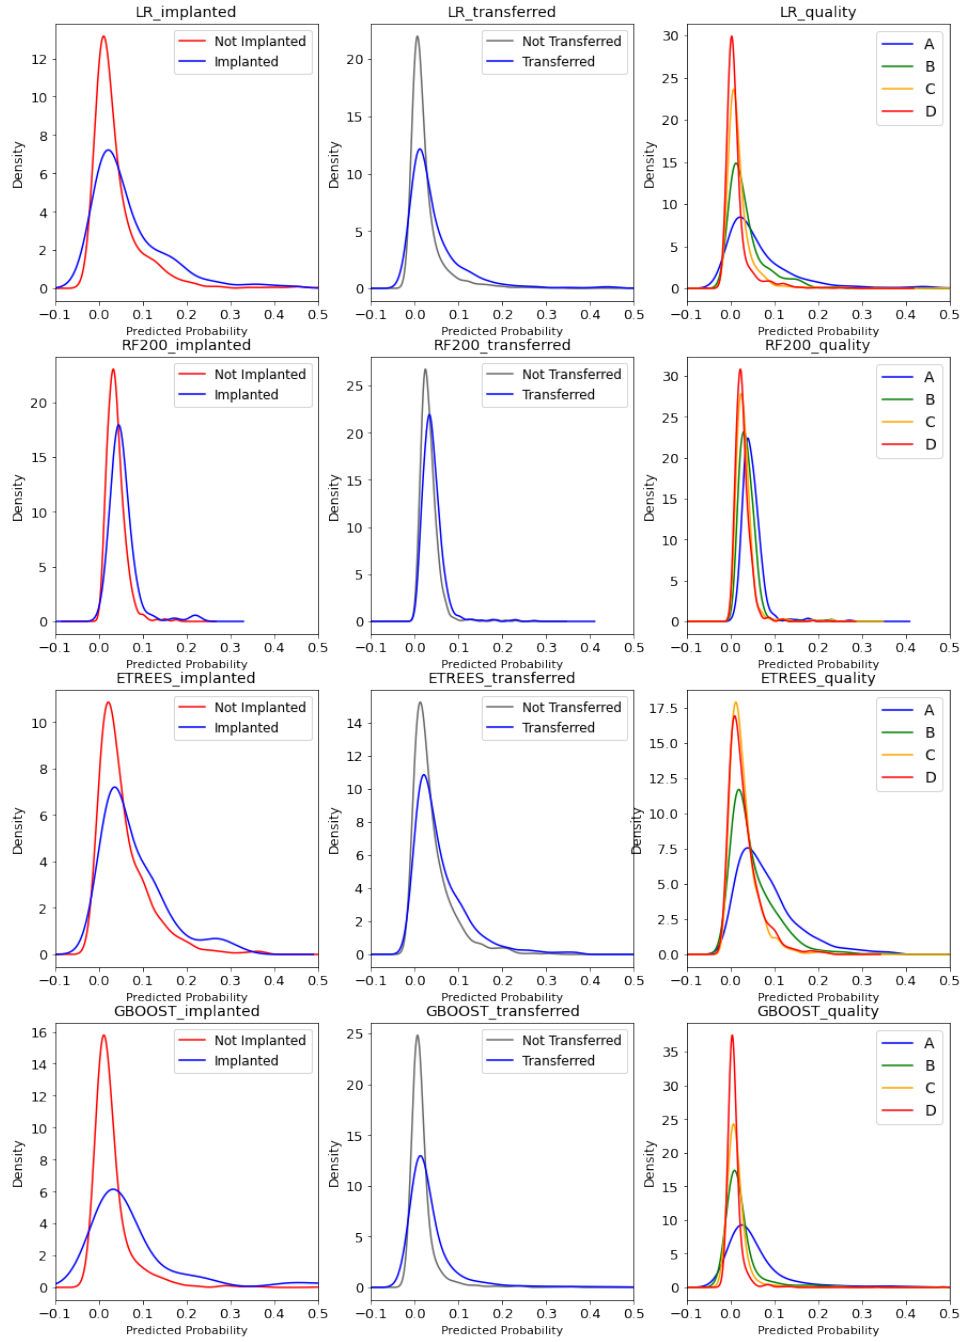 LR_implanted
Density
12
10
8
6
4
2
0
Not Implanted
Implanted
−0.1 0.0 0.1 0.2 0.3 0.4 0.5
Predicted Probability
LR_transferred
Density
20
15
10
5
0
Not Transferred
Transferred
−0.1 0.0 0.1 0.2 0.3 0.4 0.5
Predicted Probability
LR_quality
Density
30
25
20
15
10
5
0
A
B
C
D
−0.1 0.0 0.1 0.2 0.3 0.4 0.5
Predicted Probability
RF200_implanted
Density
20
15
10
5
0
Not Implanted
Implanted
−0.1 0.0 0.1 0.2 0.3 0.4 0.5
Predicted Probability
RF200_transferred
Density
25
20
15
10
5
0
Not Transferred
Transferred
−0.1 0.0 0.1 0.2 0.3 0.4 0.5
Predicted Probability
RF200_quality
Density
30
25
20
15
10
5
0
A
B
C
D
−0.1 0.0 0.1 0.2 0.3 0.4 0.5
Predicted Probability
ETREES_implanted
Density
10
8
6
4
2
0
Not Implanted
Implanted
−0.1 0.0 0.1 0.2 0.3 0.4 0.5
Predicted Probability
ETREES_transferred
Density
14
12
10
8
6
4
2
0
Not Transferred
Transferred
−0.1 0.0 0.1 0.2 0.3 0.4 0.5
Predicted Probability
ETREES_quality
Density
17.5
15.0
12.5
10.0
7.5
5.0
2.5
0.0
A
B
C
D
−0.1 0.0 0.1 0.2 0.3 0.4 0.5
Predicted Probability
GBOOST_implanted
Density
16
14
12
10
8
6
4
2
0
Not Implanted
Implanted
−0.1 0.0 0.1 0.2 0.3 0.4 0.5
Predicted Probability
GBOOST_transferred
Density
25
20
15
10
5
0
Not Transferred
Transferred
−0.1 0.0 0.1 0.2 0.3 0.4 0.5
Predicted Probability
GBOOST_quality
Density
35
30
25
20
15
10
5
0
A
B
C
D
−0.1 0.0 0.1 0.2 0.3 0.4 0.5
Predicted Probability